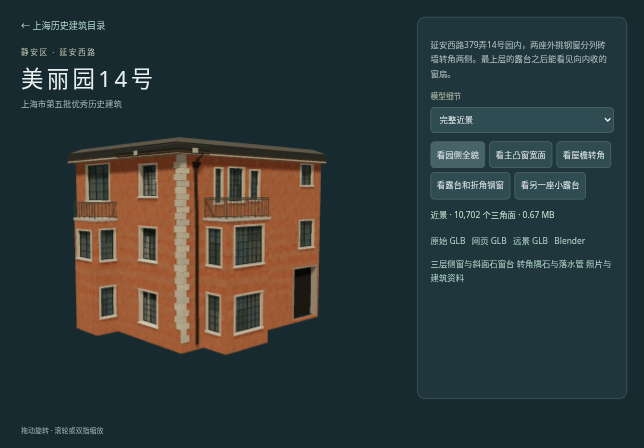 ← 上海历史建筑目录
静安区 · 延安西路
美丽园14号
上海市第五批优秀历史建筑
延安西路379弄14号园内，两座外挑钢窗分列砖
墙转角两侧。最上层的露台之后能看见向内收的
窗扇。
模型细节
完整近景
看园侧全貌 看主凸窗宽面 看屋檐转角
看露台和折角钢窗 看另一座小露台
近景 · 10,702 个三角面 · 0.67 MB
原始 GLB 网页 GLB 远景 GLB Blender
三层侧窗与斜面石窗台 转角隅石与落水管 照片与
建筑资料
拖动旋转 · 滚轮或双指缩放